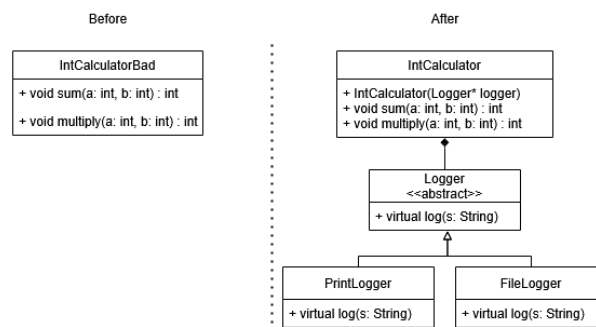 Before
After
IntCalculatorBad
+ void sum(a: int, b: int) : int
+ void multiply(a: int, b: int) : int
IntCalculator
+ IntCalculator(Logger* logger)
+ void sum(a: int, b: int) : int
+ void multiply(a: int, b: int) : int
Logger
<<abstract>>
+ virtual log(s: String)
PrintLogger
+ virtual log(s: String)
FileLogger
+ virtual log(s: String)